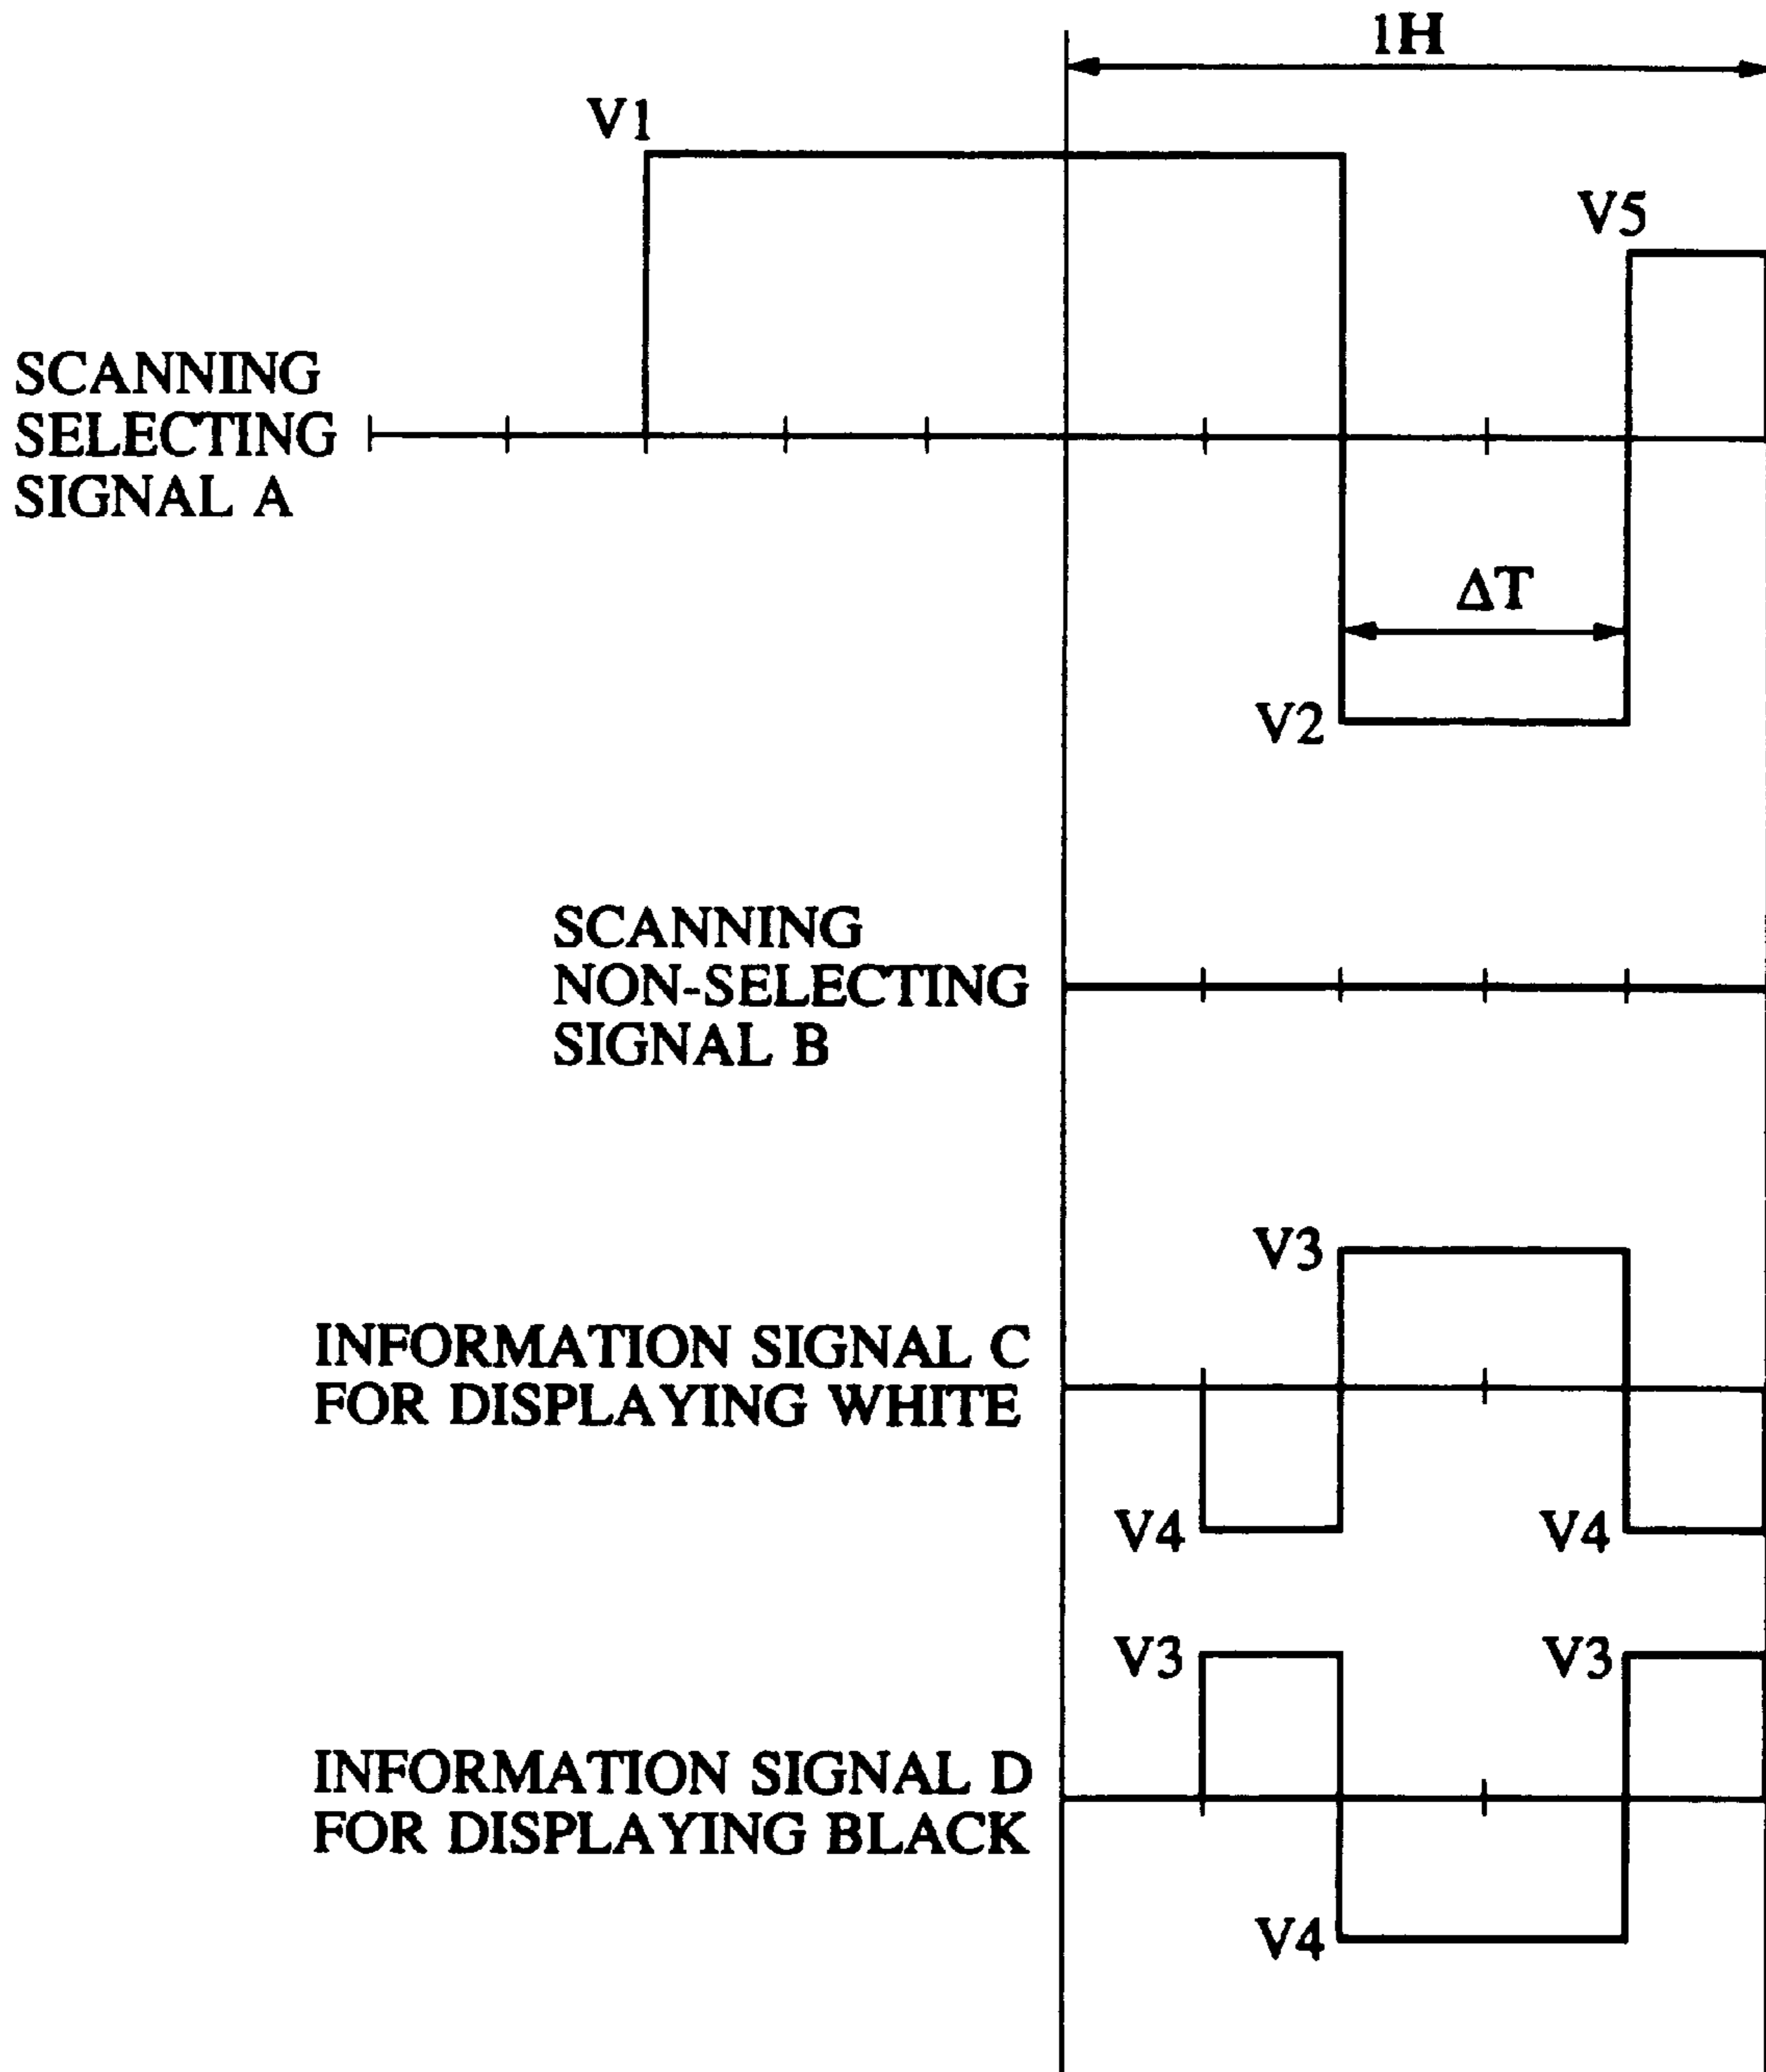 1H
V1
V5
SCANNING
SELECTING
SIGNAL A
ΔT
V2
SCANNING
NON-SELECTING
SIGNAL B
V3
INFORMATION SIGNAL C
FOR DISPLAYING WHITE
V4 V4
V3 V3
INFORMATION SIGNAL D
FOR DISPLAYING BLACK
V4